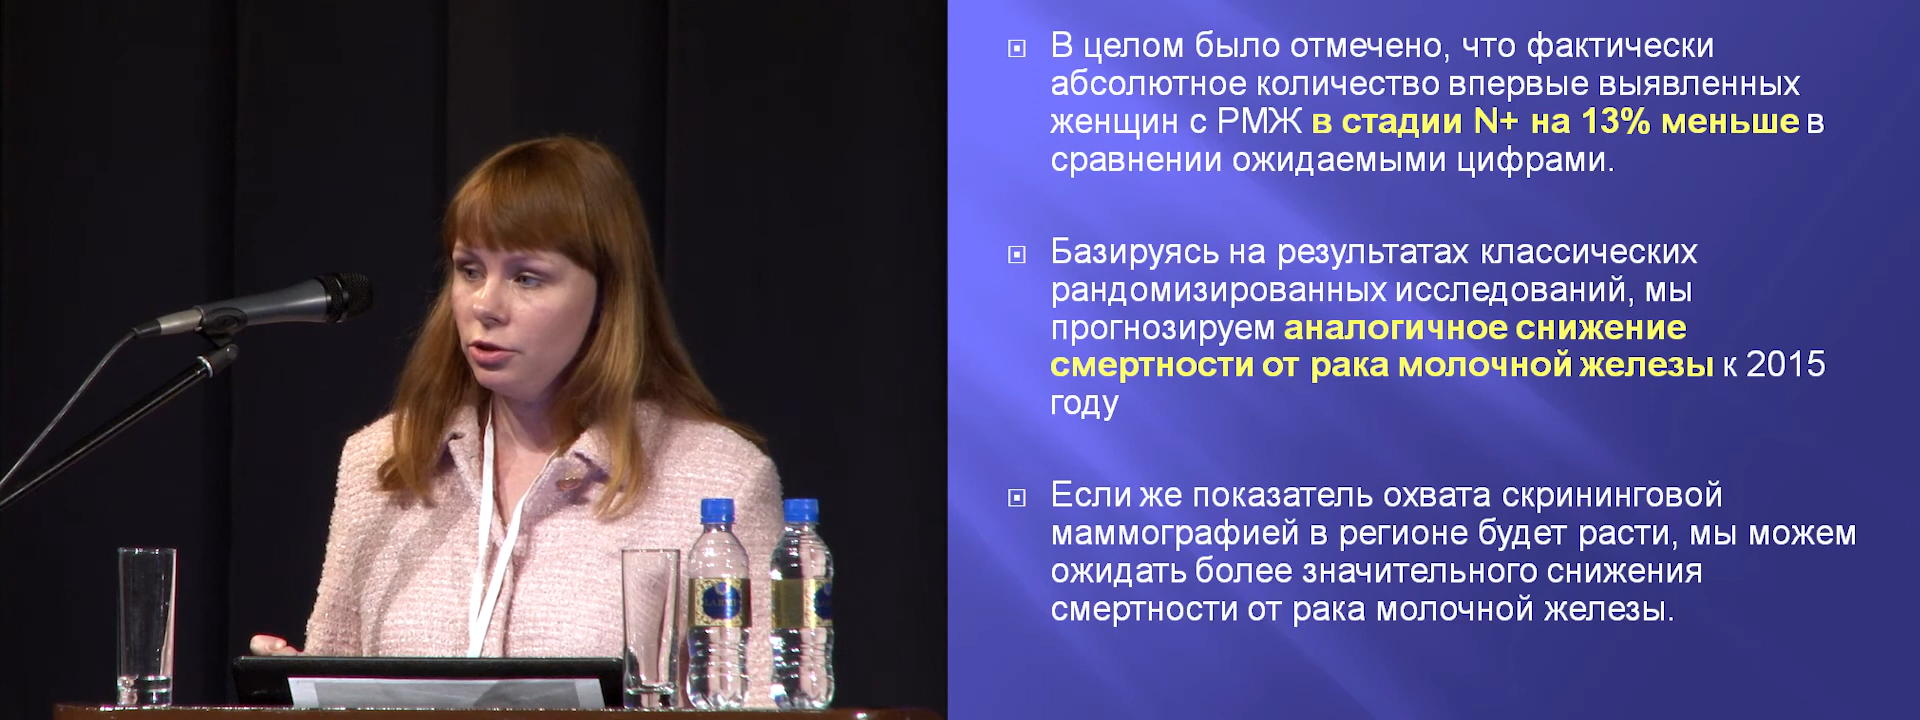 В целом было отмечено, что фактически
абсолютное количество впервые выявленных
женщин с РМЖ в стадии N+ на 13% меньше в
сравнении ожидаемыми цифрами.
Базируясь на результатах классических
рандомизированных исследований, мы
прогнозируем аналогичное снижение
смертности от рака молочной железы к 2015
году
Если же показатель охвата скрининговой
маммографией в регионе будет расти, мы можем
ожидать более значительного снижения
смертности от рака молочной железы.